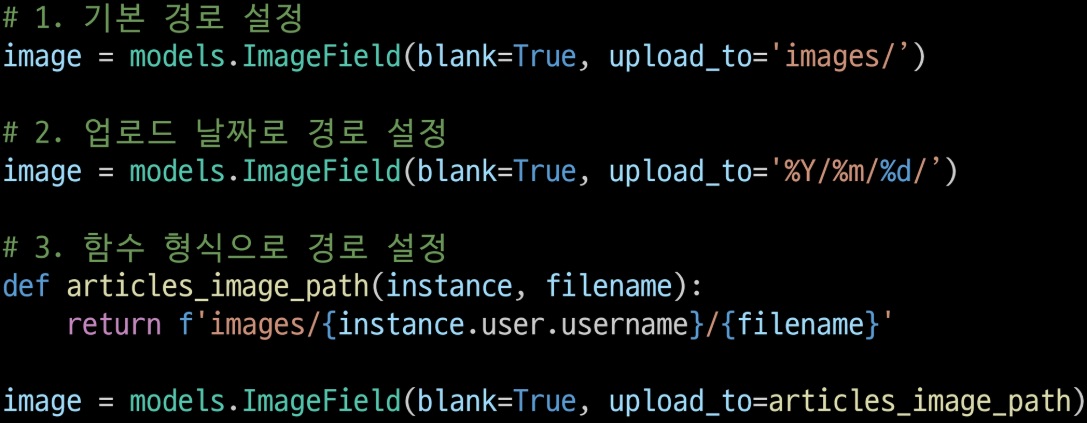 # 1. 기본 경로 설정
image = models.ImageField(blank=True, upload_to='images/’)
# 2. 업로드 날짜로 경로 설정
image = models.ImageField(blank=True, upload_to='%Y/%m/%d/’)
# 3. 함수 형식으로 경로 설정
def articles_image_path(instance, filename):
    return f'images/{instance.user.username}/{filename}'
image = models.ImageField(blank=True, upload_to=articles_image_path)